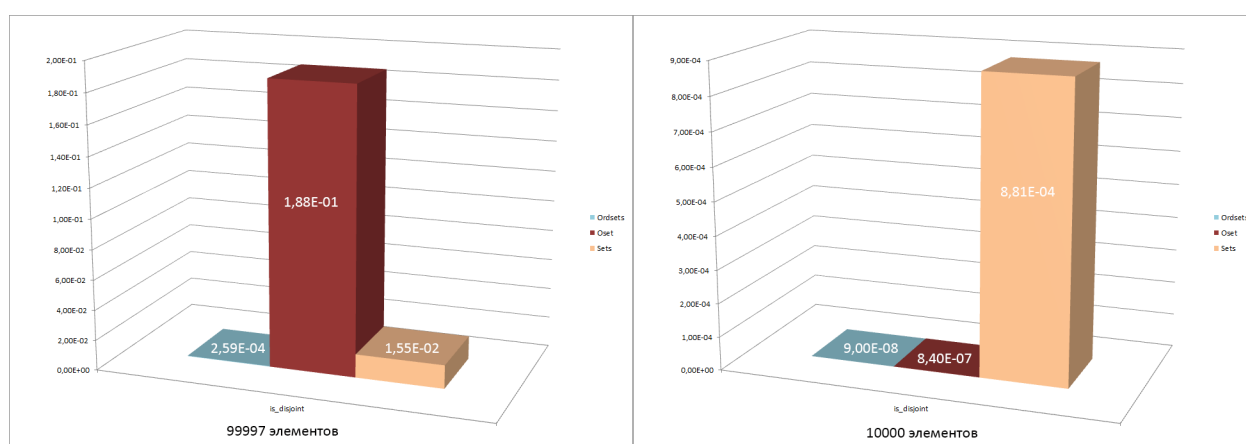 2,00E-01
1,80E-01
1,60E-01
1,40E-01
1,20E-01
1,00E-01
8,00E-02
6,00E-02
4,00E-02
2,00E-02
0,00E+00
1,88E-01
2,59E-04
1,55E-02
Ordsets
Oset
Sets
is_disjoint
99997 элементов
9,00E-04
8,00E-04
7,00E-04
6,00E-04
5,00E-04
4,00E-04
3,00E-04
2,00E-04
1,00E-04
0,00E+00
8,81E-04
9,00E-08
8,40E-07
Ordsets
Oset
Sets
is_disjoint
10000 элементов